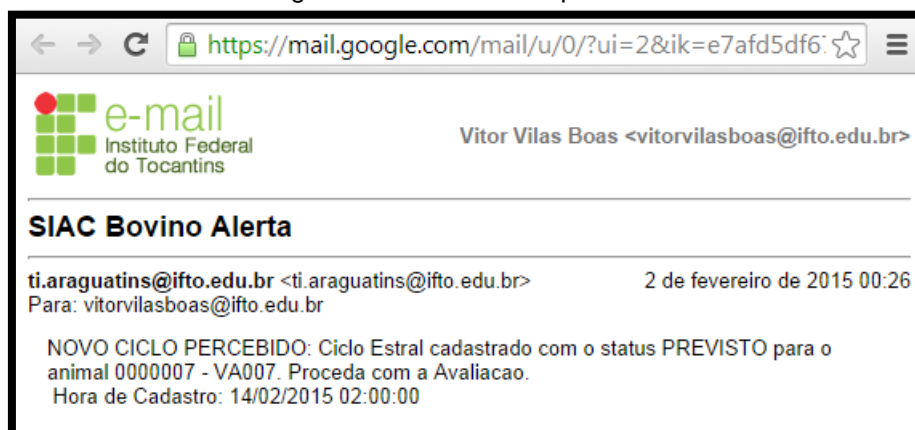 https://mail.google.com/mail/u/0/?ui=2&ik=e7afd5df6
e-mail
Instituto Federal
do Tocantins
Vitor Vilas Boas <vitorvilasboas@ifto.edu.br>
SIAC Bovino Alerta
ti.araguatins@ifto.edu.br <ti.araguatins@ifto.edu.br> 2 de fevereiro de 2015 00:26
Para: vitorvilasboas@ifto.edu.br
NOVO CICLO PERCEBIDO: Ciclo Estral cadastrado com o status PREVISTO para o
animal 0000007 - VA007. Proceda com a Avaliacao.
Hora de Cadastro: 14/02/2015 02:00:00